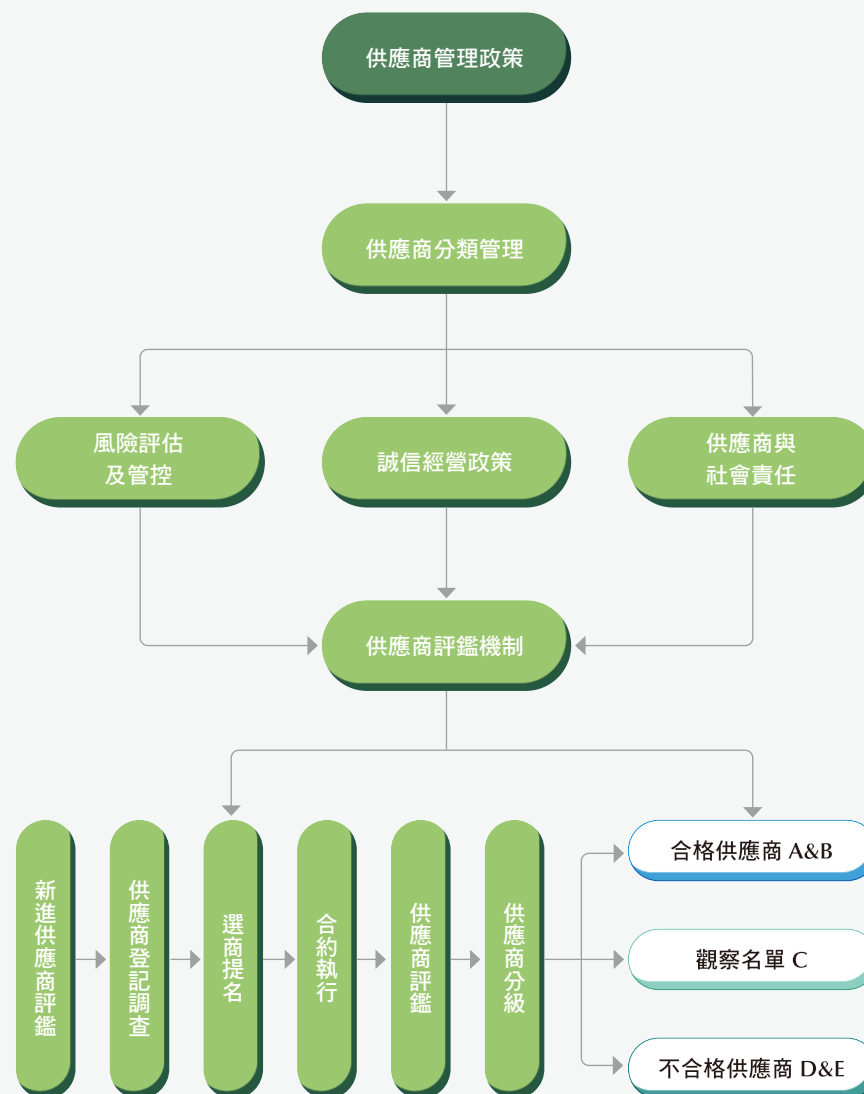 供應商管理政策
供應商分類管理
風險評估
及管控
誠信經營政策
供應商與
社會責任
供應商評鑑機制
新進供應商評鑑
供應商登記調查
選商提名
合約執行
供應商評鑑
供應商分級
合格供應商 A&B
觀察名單 C
不合格供應商 D&E